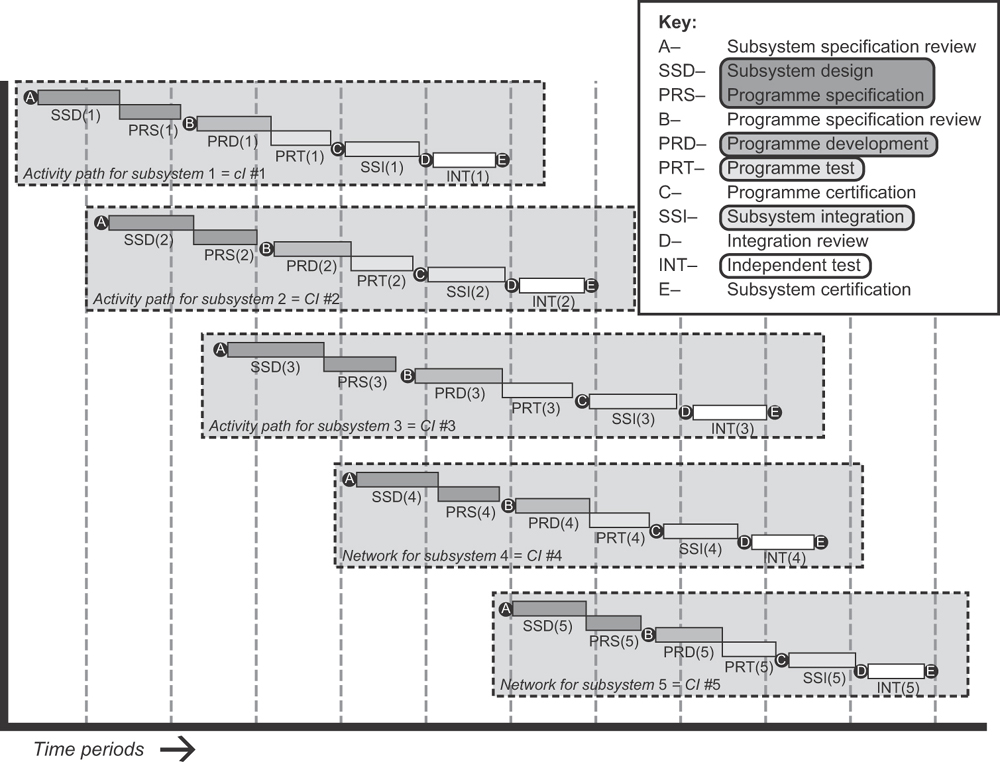 Key:
A– Subsystem specification review
SSD– Subsystem design
PRS– Programme specification
B– Programme specification review
PRD– Programme development
PRT– Programme test
C– Programme certification
SSI– Subsystem integration
D– Integration review
INT– Independent test
E– Subsystem certification
A
SSD(1)
PRS(1)
B
PRD(1)
PRT(1)
C
SSI(1)
D
INT(1)
E
Activity path for subsystem 1 = cI #1
A
SSD(2)
PRS(2)
B
PRD(2)
PRT(2)
C
SSI(2)
D
INT(2)
E
Activity path for subsystem 2 = CI #2
A
SSD(3)
PRS(3)
B
PRD(3)
PRT(3)
C
SSI(3)
D
INT(3)
E
Activity path for subsystem 3 = CI #3
A
SSD(4)
PRS(4)
B
PRD(4)
PRT(4)
C
SSI(4)
D
INT(4)
E
Network for subsystem 4 = CI #4
A
SSD(5)
PRS(5)
B
PRD(5)
PRT(5)
C
SSI(5)
D
INT(5)
E
Network for subsystem 5 = CI #5
Time periods